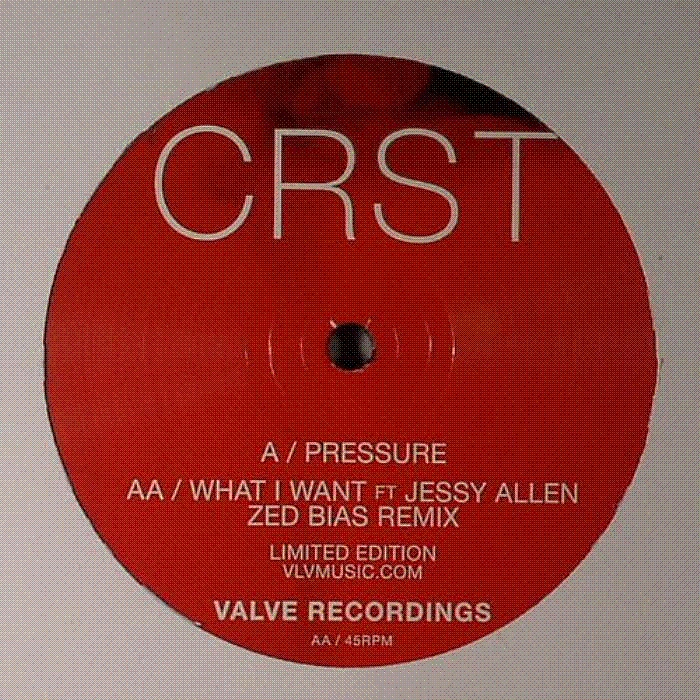 CRST
A / PRESSURE
AA / WHAT I WANT FT JESSY ALLEN
ZED BIAS REMIX
LIMITED EDITION
VLVMUSIC.COM
VALVE RECORDINGS
AA / 45RPM